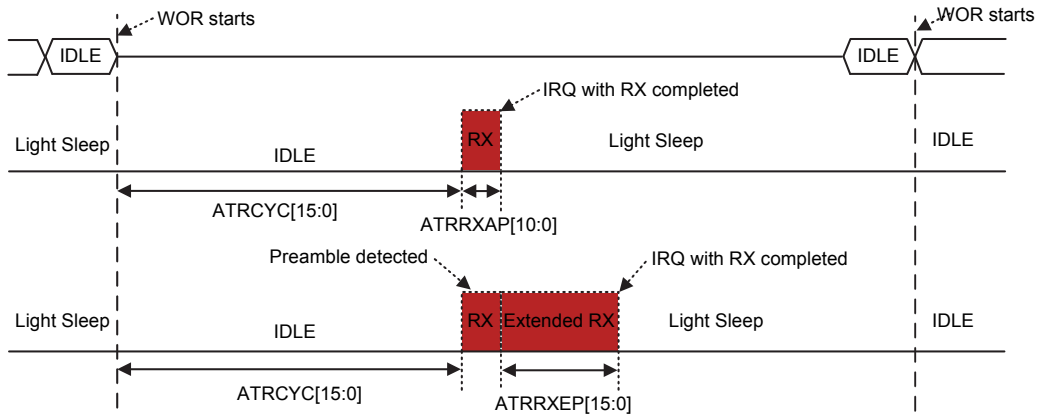 WOR starts
WOR starts
IDLE
IDLE
IRQ with RX completed
Light Sleep
IDLE
RX
Light Sleep
IDLE
ATRCYC[15:0]
ATRRXAP[10:0]
Preamble detected
IRQ with RX completed
Light Sleep
IDLE
RX
Extended RX
Light Sleep
IDLE
ATRCYC[15:0]
ATRRXEP[15:0]